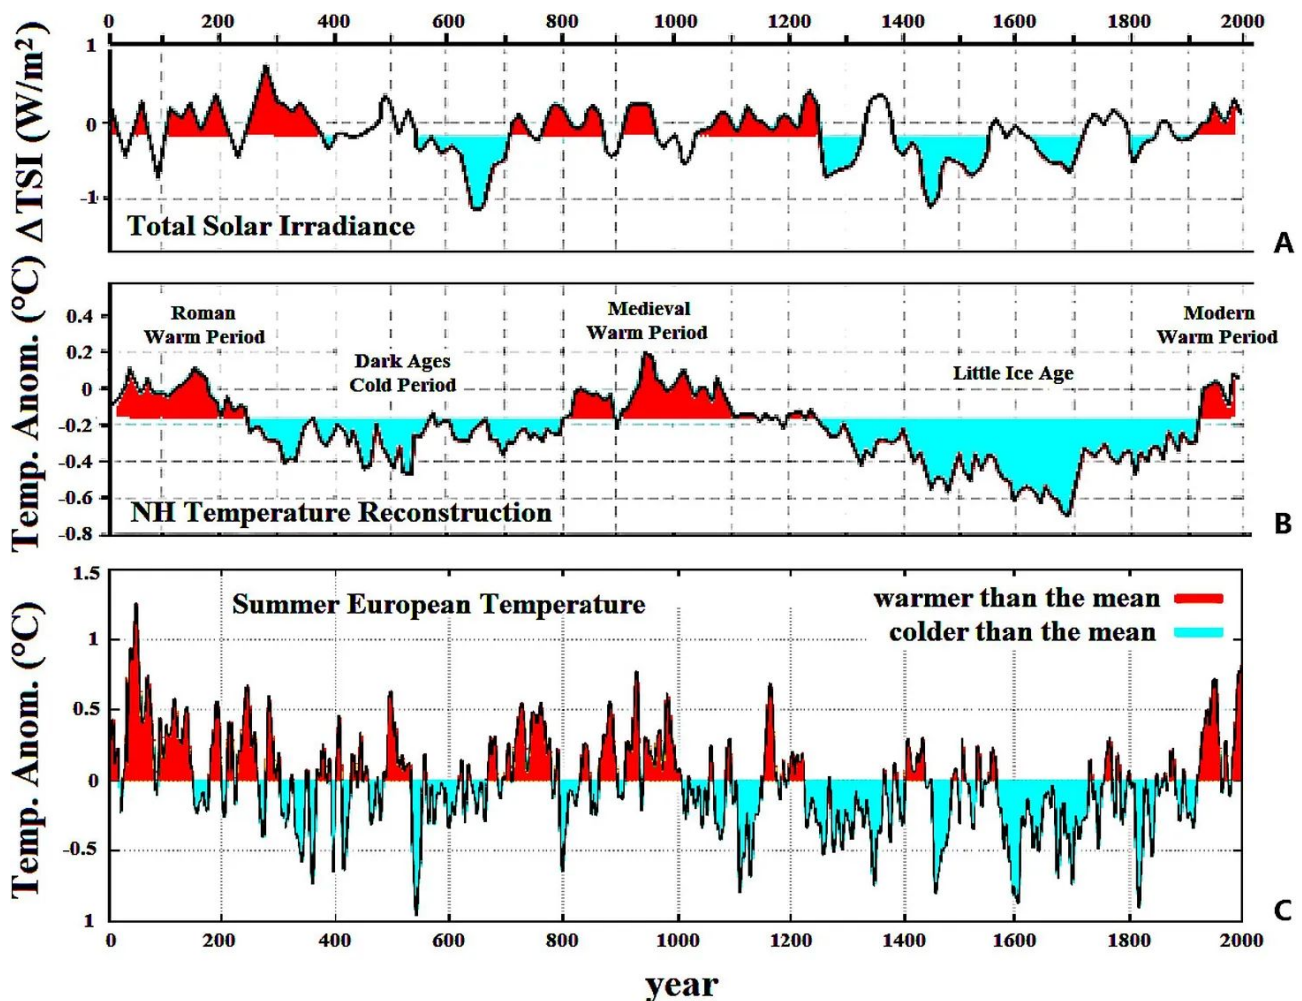 0 200 400 600 800 1000 1200 1400 1600 1800 2000
1
0
-1
ΔTSI (W/m²)
Total Solar Irradiance
A
Temp. Anom. (°C)
0.4
0.2
0
-0.2
-0.4
-0.6
-0.8
Roman
Warm Period
Dark Ages
Cold Period
Medieval
Warm Period
Little Ice Age
Modern
Warm Period
NH Temperature Reconstruction
B
Temp. Anom. (°C)
1.5
1
0.5
0
-0.5
1
Summer European Temperature
warmer than the mean
colder than the mean
C
0 200 400 600 800 1000 1200 1400 1600 1800 2000
year